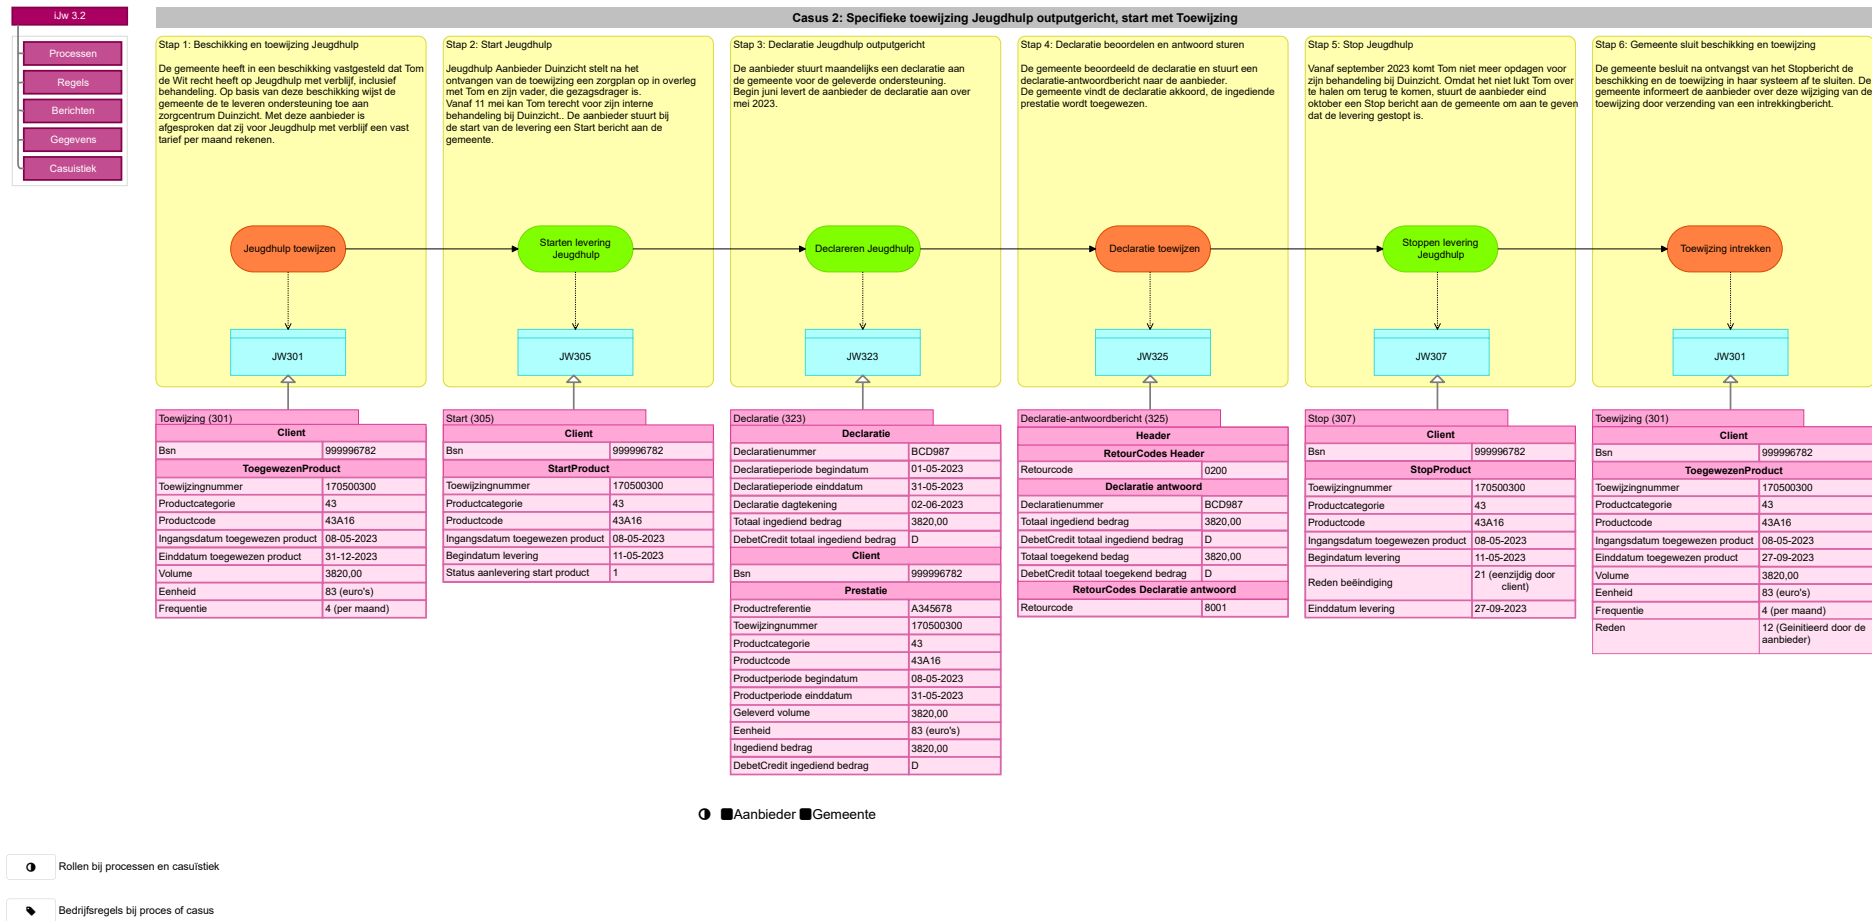 iJw 3.2
Processen
Regels
Berichten
Gegevens
Casuistiek
Casus 2: Specifieke toewijzing Jeugdhulp outputgericht, start met Toewijzing
Stap 1: Beschikking en toewijzing Jeugdhulp
De gemeente heeft in een beschikking vastgesteld dat Tom
de Wit recht heeft op Jeugdhulp met verblijf, inclusief
behandeling. Op basis van deze beschikking wijst de
gemeente de te leveren ondersteuning toe aan
zorgcentrum Duinzicht. Met deze aanbieder is
afgesproken dat zij voor Jeugdhulp met verblijf een vast
tarief per maand rekenen.
Jeugdhulp toewijzen
JW301
Toewijzing (301)
Client
Bsn 999996782
ToegewezenProduct
Toewijzingnummer 170500300
Productcategorie 43
Productcode 43A16
Ingangsdatum toegewezen product 08-05-2023
Einddatum toegewezen product 31-12-2023
Volume 3820,00
Eenheid 83 (euro's)
Frequentie 4 (per maand)
Stap 2: Start Jeugdhulp
Jeugdhulp Aanbieder Duinzicht stelt na het
ontvangen van de toewijzing een zorgplan op in overleg
met Tom en zijn vader, die gezagsdrager is.
Vanaf 11 mei kan Tom terecht voor zijn interne
behandeling bij Duinzicht.. De aanbieder stuurt bij
de start van de levering een Start bericht aan de
gemeente.
Starten levering
Jeugdhulp
JW305
Start (305)
Client
Bsn 999996782
StartProduct
Toewijzingnummer 170500300
Productcategorie 43
Productcode 43A16
Ingangsdatum toegewezen product 08-05-2023
Begindatum levering 11-05-2023
Status aanlevering start product 1
Stap 3: Declaratie Jeugdhulp outputgericht
De aanbieder stuurt maandelijks een declaratie aan
de gemeente voor de geleverde ondersteuning.
Begin juni levert de aanbieder de declaratie aan over
mei 2023.
Declareren Jeugdhulp
JW323
Declaratie (323)
Declaratie
Declaratienummer BCD987
Declaratieperiode begindatum 01-05-2023
Declaratieperiode einddatum 31-05-2023
Declaratie dagtekening 02-06-2023
Totaal ingediend bedrag 3820,00
DebetCredit totaal ingediend bedrag D
Client
Bsn 999996782
Prestatie
Productreferentie A345678
Toewijzingnummer 170500300
Productcategorie 43
Productcode 43A16
Productperiode begindatum 08-05-2023
Productperiode einddatum 31-05-2023
Geleverd volume 3820,00
Eenheid 83 (euro's)
Ingediend bedrag 3820,00
DebetCredit ingediend bedrag D
Stap 4: Declaratie beoordelen en antwoord sturen
De gemeente beoordeeld de declaratie en stuurt een
declaratie-antwoordbericht naar de aanbieder.
De gemeente vindt de declaratie akkoord, de ingediende
prestatie wordt toegewezen.
Declaratie toewijzen
JW325
Declaratie-antwoordbericht (325)
Header
RetourCodes Header
Retourcode 0200
Declaratie antwoord
Declaratienummer BCD987
Totaal ingediend bedrag 3820,00
DebetCredit totaal ingediend bedrag D
Totaal toegekend bedag 3820,00
DebetCredit totaal toegekend bedrag D
RetourCodes Declaratie antwoord
Retourcode 8001
Stap 5: Stop Jeugdhulp
Vanaf september 2023 komt Tom niet meer opdagen voor
zijn behandeling bij Duinzicht. Omdat het niet lukt Tom over
te halen om terug te komen, stuurt de aanbieder eind
oktober een Stop bericht aan de gemeente om aan te geven
dat de levering gestopt is.
Stoppen levering
Jeugdhulp
JW307
Stop (307)
Client
Bsn 999996782
StopProduct
Toewijzingnummer 170500300
Productcategorie 43
Productcode 43A16
Ingangsdatum toegewezen product 08-05-2023
Begindatum levering 11-05-2023
Reden beëindiging 21 (eenzijdig door
client)
Einddatum levering 27-09-2023
Stap 6: Gemeente sluit beschikking en toewijzing
De gemeente besluit na ontvangst van het Stopbericht de
beschikking en de toewijzing in haar systeem af te sluiten. De
gemeente informeert de aanbieder over deze wijziging van de
toewijzing door verzending van een intrekkingbericht.
Toewijzing intrekken
JW301
Toewijzing (301)
Client
Bsn 999996782
ToegewezenProduct
Toewijzingnummer 170500300
Productcategorie 43
Productcode 43A16
Ingangsdatum toegewezen product 08-05-2023
Einddatum toegewezen product 27-09-2023
Volume 3820,00
Eenheid 83 (euro's)
Frequentie 4 (per maand)
Reden 12 (Geinitieerd door de
aanbieder)
Aanbieder Gemeente
Rollen bij processen en casuïstiek
Bedrijfsregels bij proces of casus